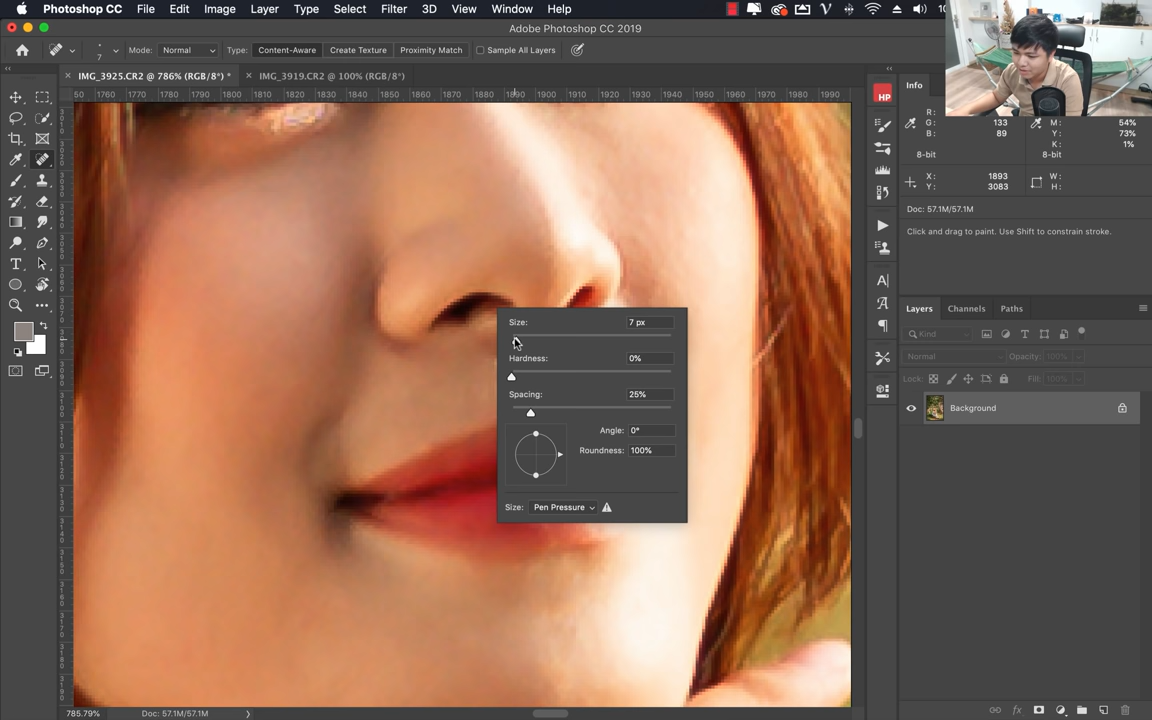 Photoshop CC File Edit Image Layer Type Select Filter 3D View Window Help
Adobe Photoshop CC 2019
7 Mode: Normal Type: Content-Aware Create Texture Proximity Match Sample All Layers
× IMG_3925.CR2 @ 786% (RGB/8*) * × IMG_3919.CR2 @ 100% (RGB/8*)
50 1760 1770 1780 1790 1800 1810 1820 1830 1840 1850 1860 1870 1880 1890 1900 1910 1920 1930 1940 1950 1960 1970 1980 1990
Info
HP
R:
G: 133
B: 89
8-bit
M: 54%
Y: 73%
K: 1%
8-bit
X: 1893
Y: 3083
W:
H:
Doc: 57.1M/57.1M
Click and drag to paint. Use Shift to constrain stroke.
Size: 7 px
Hardness: 0%
Spacing: 25%
Angle: 0°
Roundness: 100%
Size: Pen Pressure
Layers Channels Paths
Kind
Normal Opacity: 100%
Lock: Fill: 100%
Background
fx
785.79% Doc: 57.1M/57.1M